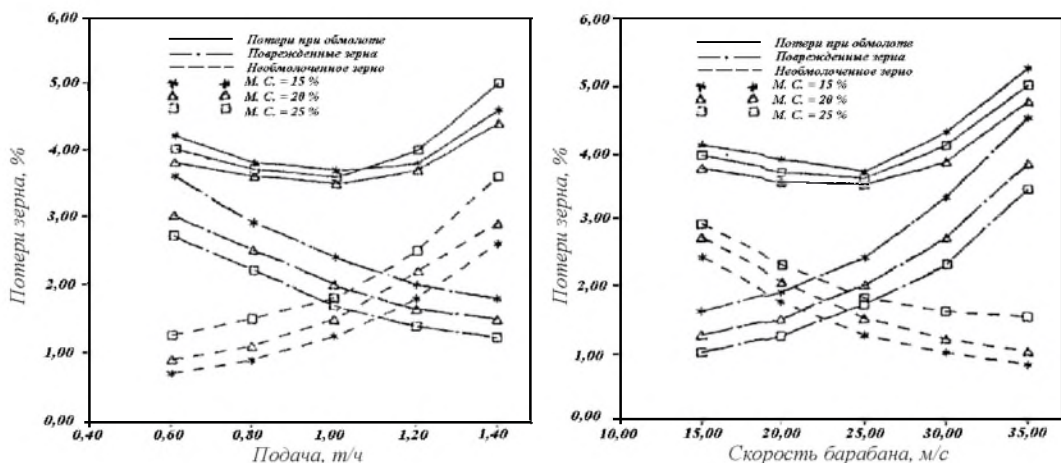 6,00
5,00
4,00
3,00
2,00
1,00
0,00
Потери зерна, %
Потери при обмолоте
Поврежденные зерна
Необмолоченное зерно
М. С. = 15 %
М. С. = 20 %
М. С. = 25 %
0,40 0,60 0,80 1,00 1,20 1,40
Подача, т/ч
6,00
5,00
4,00
3,00
2,00
1,00
0,00
Потери зерна, %
Потери при обмолоте
Поврежденные зерна
Необмолоченное зерно
М. С. = 15 %
М. С. = 20 %
М. С. = 25 %
10,00 15,00 20,00 25,00 30,00 35,00
Скорость барабана, м/с